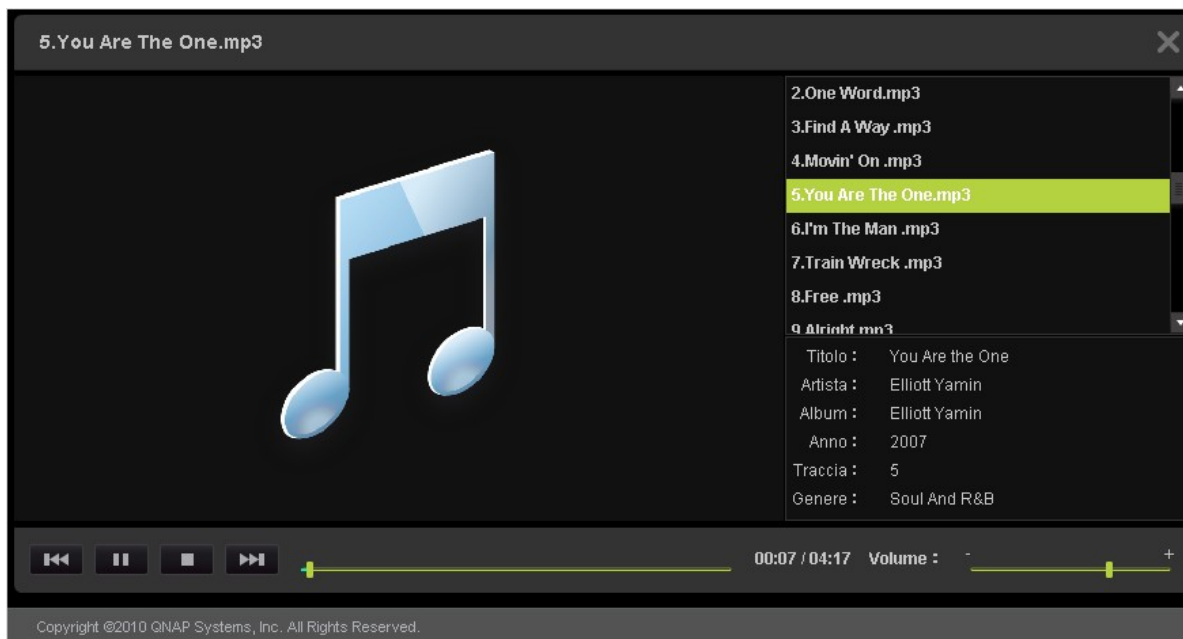 5.You Are The One.mp3
2.One Word.mp3
3.Find A Way .mp3
4.Movin' On .mp3
5.You Are The One.mp3
6.I'm The Man .mp3
7.Train Wreck .mp3
8.Free .mp3
9.Alright.mp3
Titolo : You Are the One
Artista : Elliott Yamin
Album : Elliott Yamin
Anno : 2007
Traccia : 5
Genere : Soul And R&B
00:07 / 04:17 Volume : - +
Copyright ©2010 QNAP Systems, Inc. All Rights Reserved.